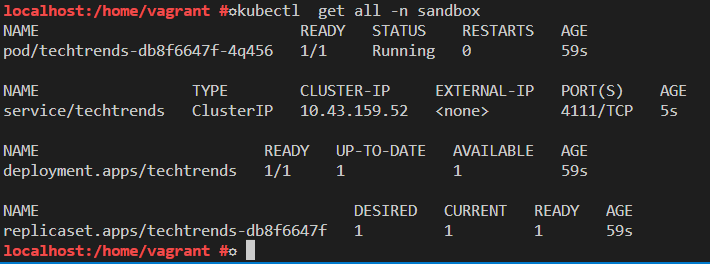 localhost:/home/vagrant #○kubectl  get all -n sandbox
NAME                             READY   STATUS    RESTARTS   AGE
pod/techtrends-db8f6647f-4q456   1/1     Running   0          59s
NAME                 TYPE        CLUSTER-IP      EXTERNAL-IP   PORT(S)    AGE
service/techtrends   ClusterIP   10.43.159.52    <none>        4111/TCP   5s
NAME                         READY   UP-TO-DATE   AVAILABLE   AGE
deployment.apps/techtrends   1/1     1            1           59s
NAME                                   DESIRED   CURRENT   READY   AGE
replicaset.apps/techtrends-db8f6647f   1         1         1       59s
localhost:/home/vagrant #○